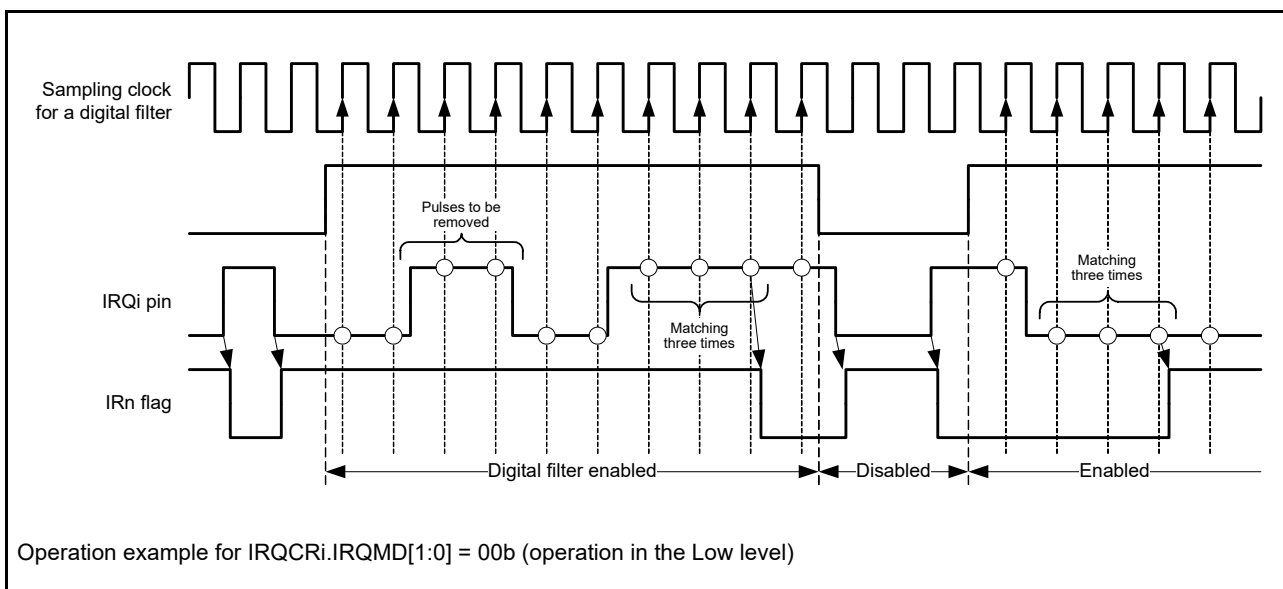 Sampling clock
for a digital filter
Pulses to be
removed
IRQi pin
Matching
three times
Matching
three times
IRn flag
Digital filter enabled
Disabled
Enabled
Operation example for IRQCRi.IRQMD[1:0] = 00b (operation in the Low level)